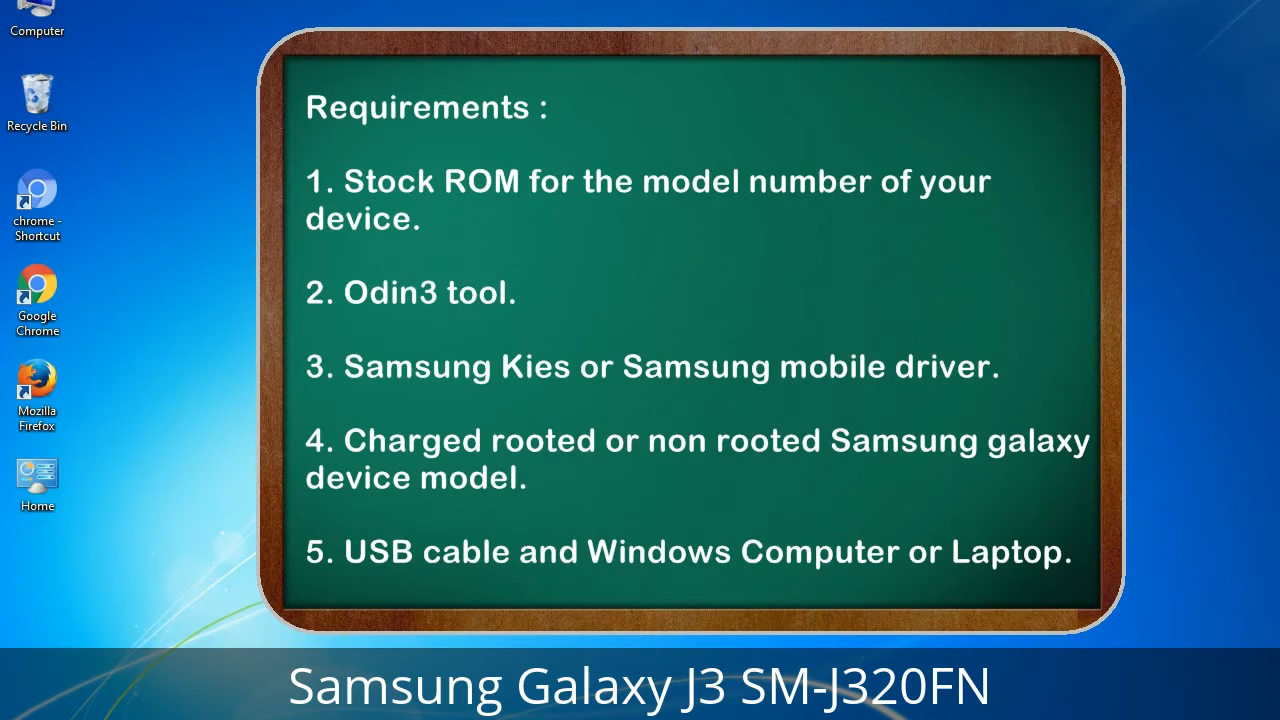 Computer
Recycle Bin
chrome -
Shortcut
Google
Chrome
Mozilla
Firefox
Home
Requirements :
1. Stock ROM for the model number of your
device.
2. Odin3 tool.
3. Samsung Kies or Samsung mobile driver.
4. Charged rooted or non rooted Samsung galaxy
device model.
5. USB cable and Windows Computer or Laptop.
Samsung Galaxy J3 SM-J320FN